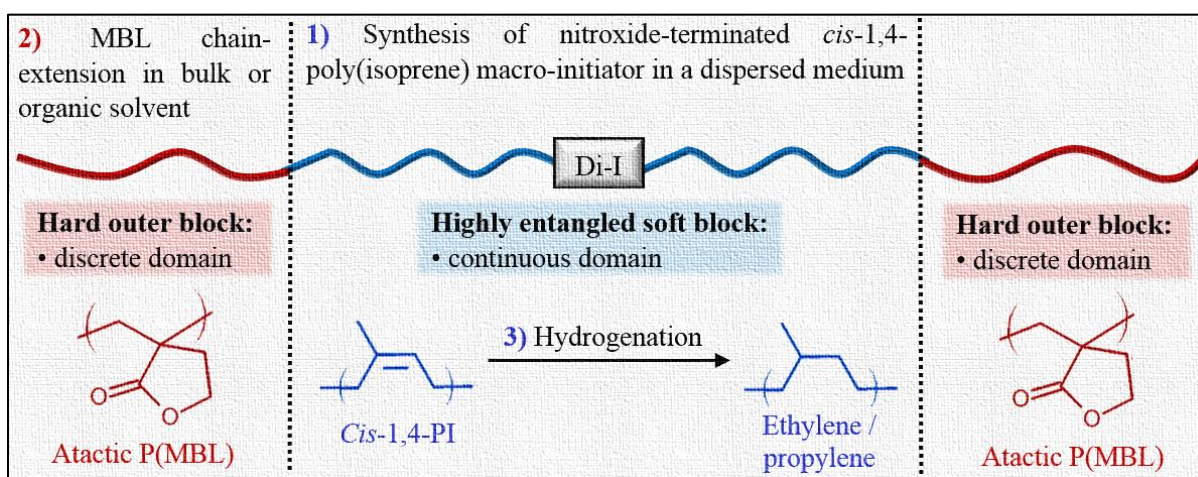 2) MBL chain-
extension in bulk or
organic solvent
1) Synthesis of nitroxide-terminated cis-1,4-
poly(isoprene) macro-initiator in a dispersed medium
Di-I
Hard outer block:
• discrete domain
Highly entangled soft block:
• continuous domain
Hard outer block:
• discrete domain
3) Hydrogenation
O
O
Atactic P(MBL)
Cis-1,4-PI
Ethylene /
propylene
O
O
Atactic P(MBL)